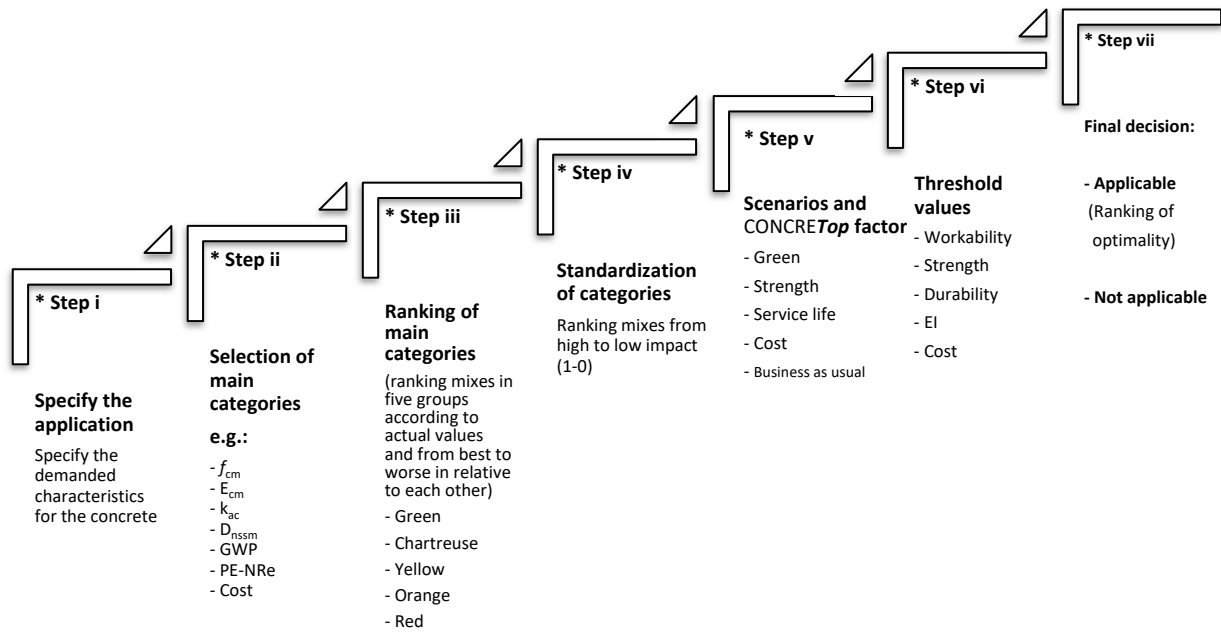 * Step i
Specify the
application
Specify the
demanded
characteristics
for the concrete
* Step ii
Selection of
main
categories
e.g.:
- fcm
- Ecm
- kac
- Dnssm
- GWP
- PE-NRe
- Cost
* Step iii
Ranking of
main
categories
(ranking mixes in
five groups
according to
actual values
and from best to
worse in relative
to each other)
- Green
- Chartreuse
- Yellow
- Orange
- Red
* Step iv
Standardization
of categories
Ranking mixes from
high to low impact
(1-0)
* Step v
Scenarios and
CONCRETop factor
- Green
- Strength
- Service life
- Cost
- Business as usual
* Step vi
Threshold
values
- Workability
- Strength
- Durability
- EI
- Cost
* Step vii
Final decision:
- Applicable
(Ranking of
optimality)
- Not applicable